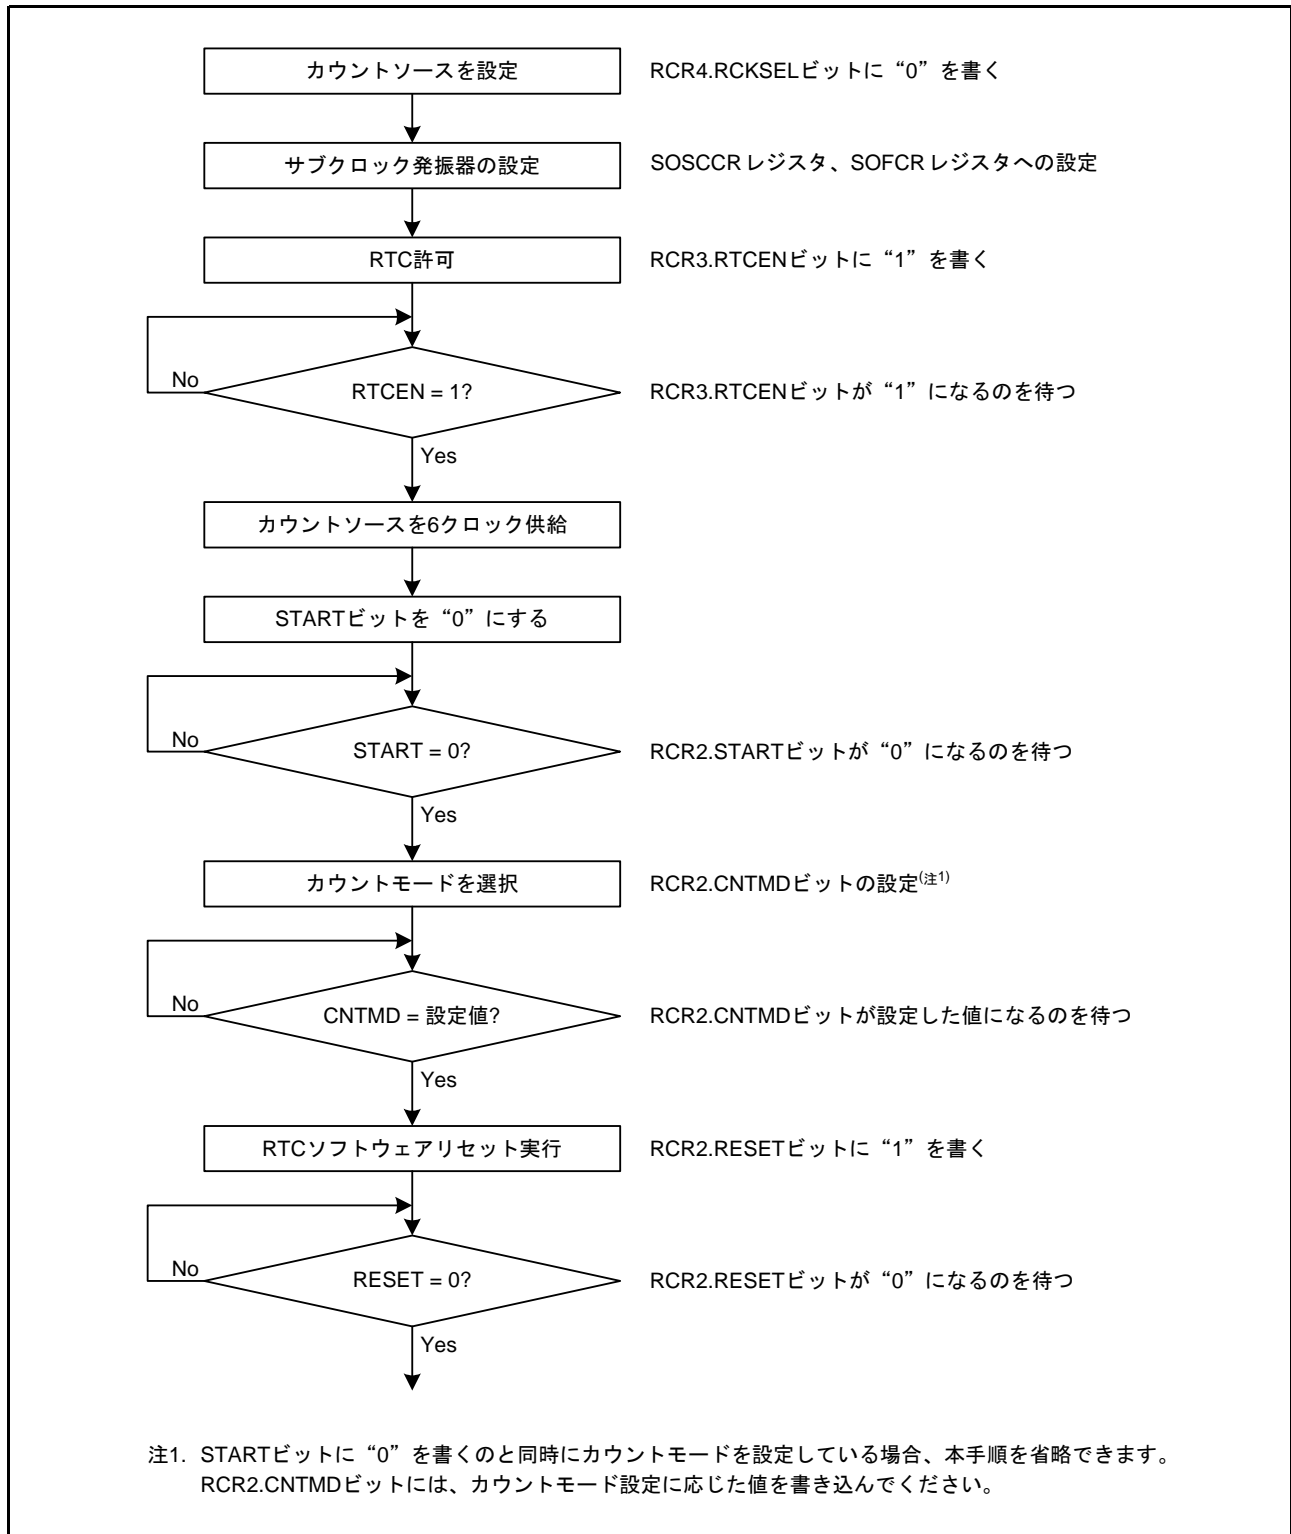 カウントソースを設定
RCR4.RCKSELビットに“0”を書く
サブクロック発振器の設定
SOSCCRレジスタ、SOFCRレジスタへの設定
RTC許可
RCR3.RTCENビットに“1”を書く
No
RTCEN = 1?
RCR3.RTCENビットが“1”になるのを待つ
Yes
カウントソースを6クロック供給
STARTビットを“0”にする
No
START = 0?
RCR2.STARTビットが“0”になるのを待つ
Yes
カウントモードを選択
RCR2.CNTMDビットの設定(注1)
No
CNTMD = 設定値?
RCR2.CNTMDビットが設定した値になるのを待つ
Yes
RTCソフトウェアリセット実行
RCR2.RESETビットに“1”を書く
No
RESET = 0?
RCR2.RESETビットが“0”になるのを待つ
Yes
注1. STARTビットに“0”を書くのと同時にカウントモードを設定している場合、本手順を省略できます。
RCR2.CNTMDビットには、カウントモード設定に応じた値を書き込んでください。